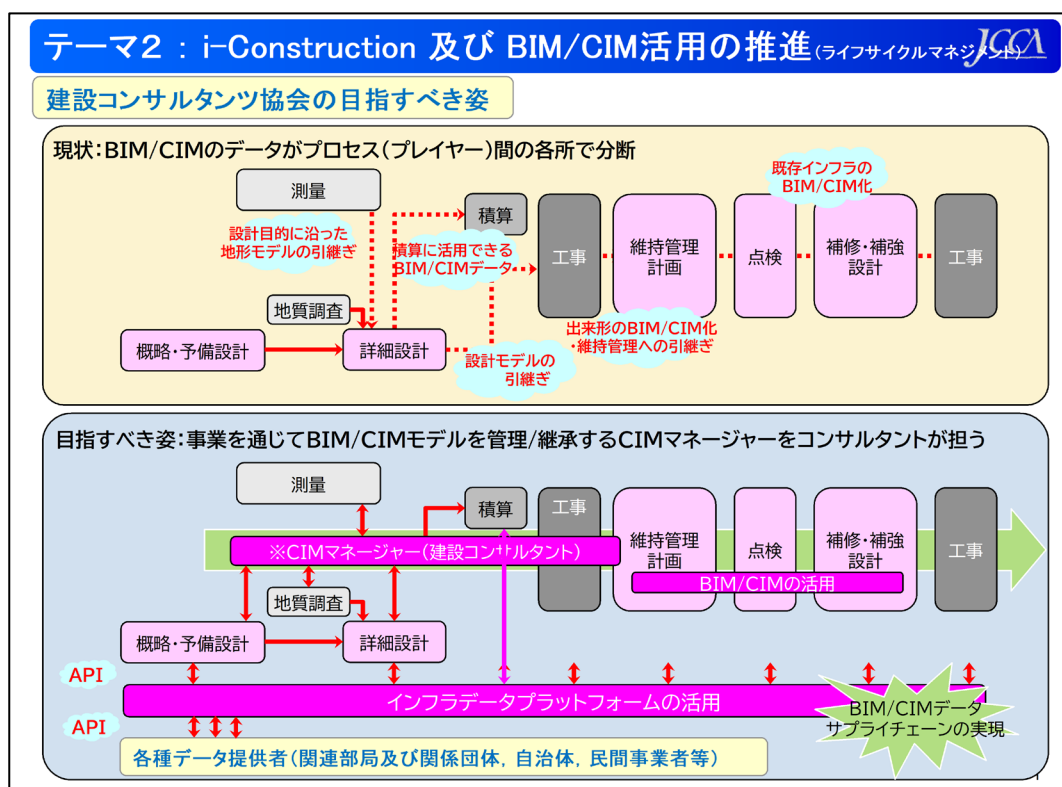 テーマ2 : i-Construction 及び BIM/CIM活用の推進(ライフサイクルマネジメント)
JCCA
建設コンサルタンツ協会の目指すべき姿
現状：BIM/CIMのデータがプロセス(プレイヤー)間の各所で分断
測量
設計目的に沿った
地形モデルの引継ぎ
積算
積算に活用できる
BIM/CIMデータ
既存インフラの
BIM/CIM化
工事
維持管理
計画
点検
補修・補強
設計
工事
地質調査
概略・予備設計
詳細設計
設計モデルの
引継ぎ
出来形のBIM/CIM化
・維持管理への引継ぎ
目指すべき姿：事業を通じてBIM/CIMモデルを管理/継承するCIMマネージャーをコンサルタントが担う
測量
積算
工事
※CIMマネージャー(建設コンサルタント)
維持管理
計画
点検
補修・補強
設計
工事
BIM/CIMの活用
地質調査
概略・予備設計
詳細設計
API
インフラデータプラットフォームの活用
API
BIM/CIMデータ
サプライチェーンの実現
各種データ提供者(関連部局及び関係団体, 自治体, 民間事業者等)